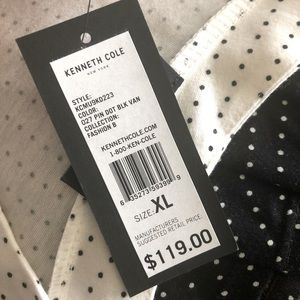 KENNETH COLE
NEW YORK
STYLE:
KCMU9KD223
COLOR:
027 PIN DOT BLK VAN
COLLECTION:
FASHION B
KENNETHCOLE.COM
1-800-KEN-COLE
SIZE: XL
MANUFACTURERS
SUGGESTED RETAIL PRICE.
$119.00